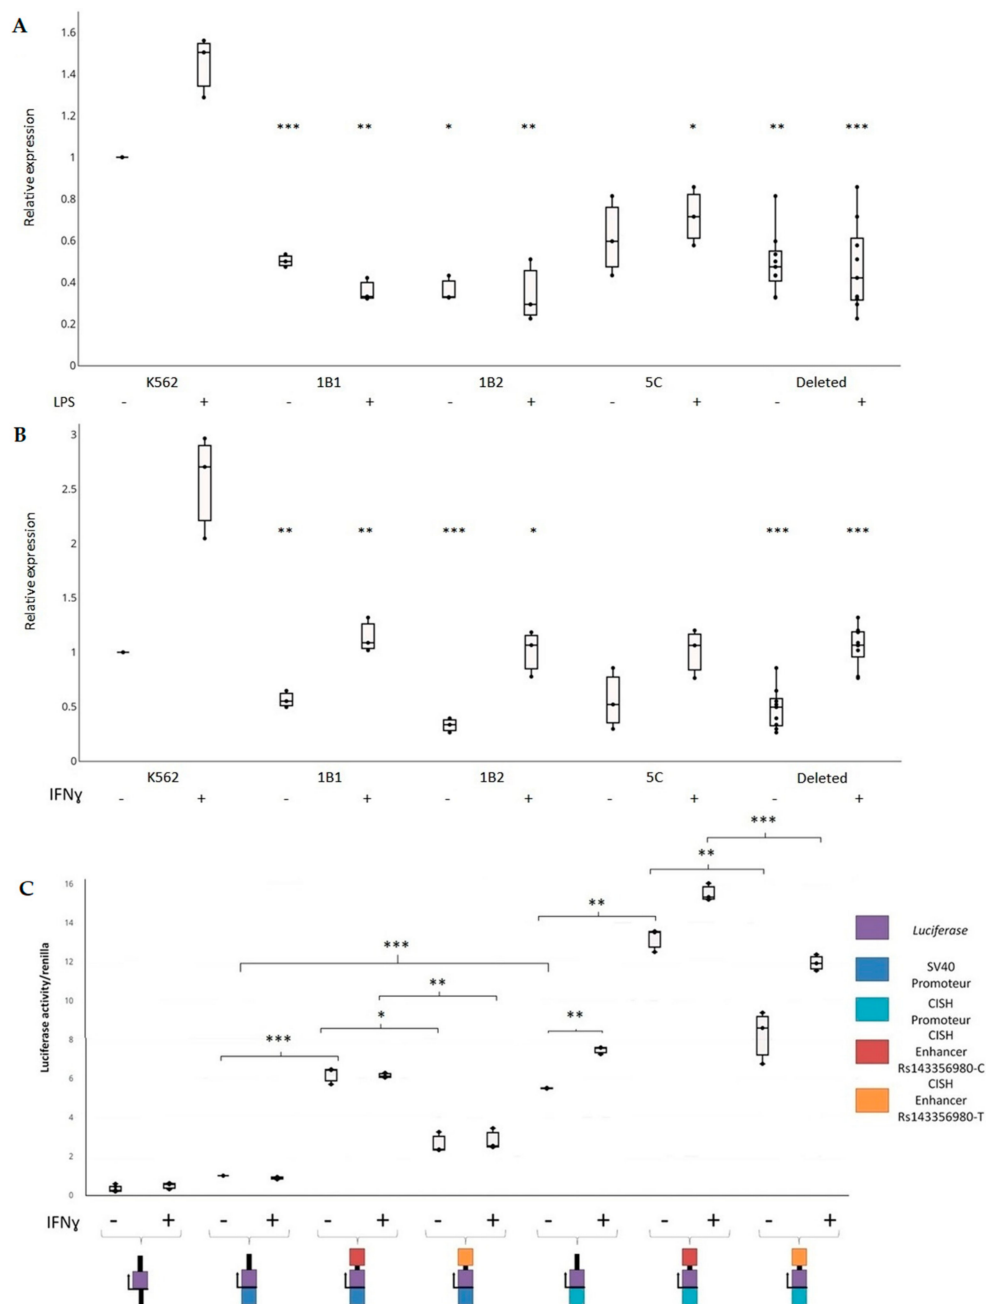 A
1.6
1.4
*** ** * ** * ** ***
1.2
Relative expression
1
0.8
0.6
0.4
0.2
0
K562 1B1 1B2 5C Deleted
LPS - + - + - + - + - +
B
3
2.5
** ** *** * *** ***
2
Relative expression
1.5
1
0.5
0
K562 1B1 1B2 5C Deleted
IFNɣ - + - + - + - + - +
***
**
C
16
**
14
***
12
**
10
*
**
8
***
Luciferase activity/renilla
6
4
2
0
IFNɣ - + - + - + - + - + - + - +
Luciferase
SV40
Promoteur
CISH
Promoteur
CISH
Enhancer
Rs143356980-C
CISH
Enhancer
Rs143356980-T